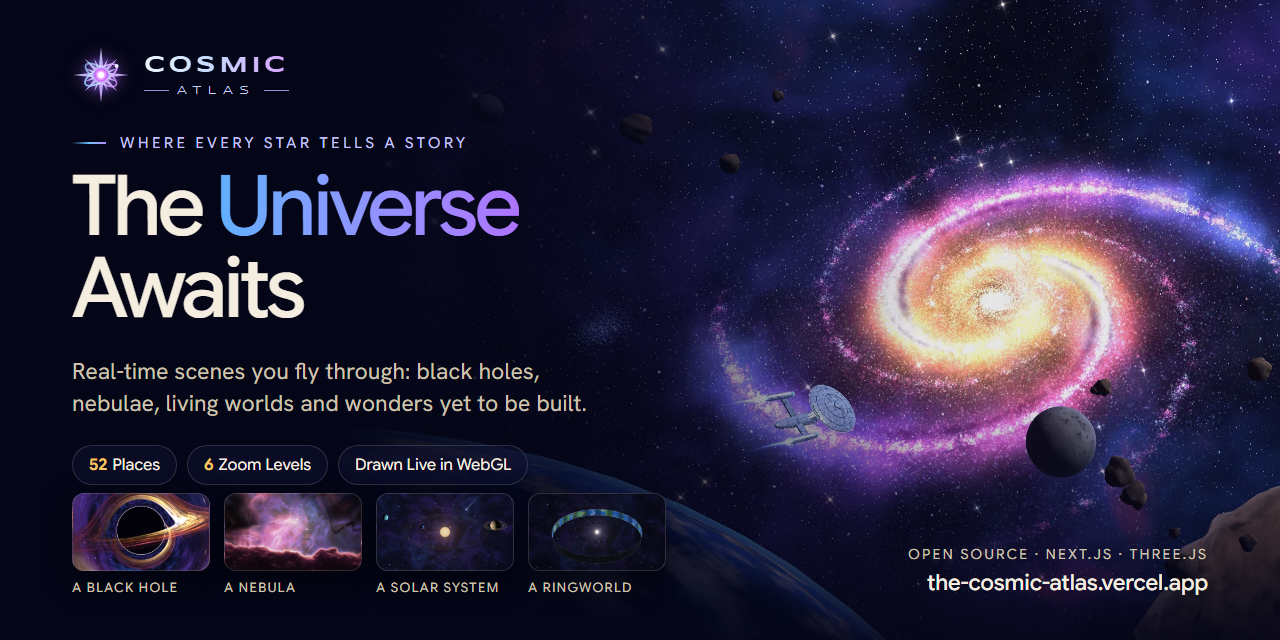 COSMIC
ATLAS
WHERE EVERY STAR TELLS A STORY
The Universe
Awaits
Real-time scenes you fly through: black holes,
nebulae, living worlds and wonders yet to be built.
52 Places
6 Zoom Levels
Drawn Live in WebGL
A BLACK HOLE
A NEBULA
A SOLAR SYSTEM
A RINGWORLD
OPEN SOURCE · NEXT.JS · THREE.JS
the-cosmic-atlas.vercel.app